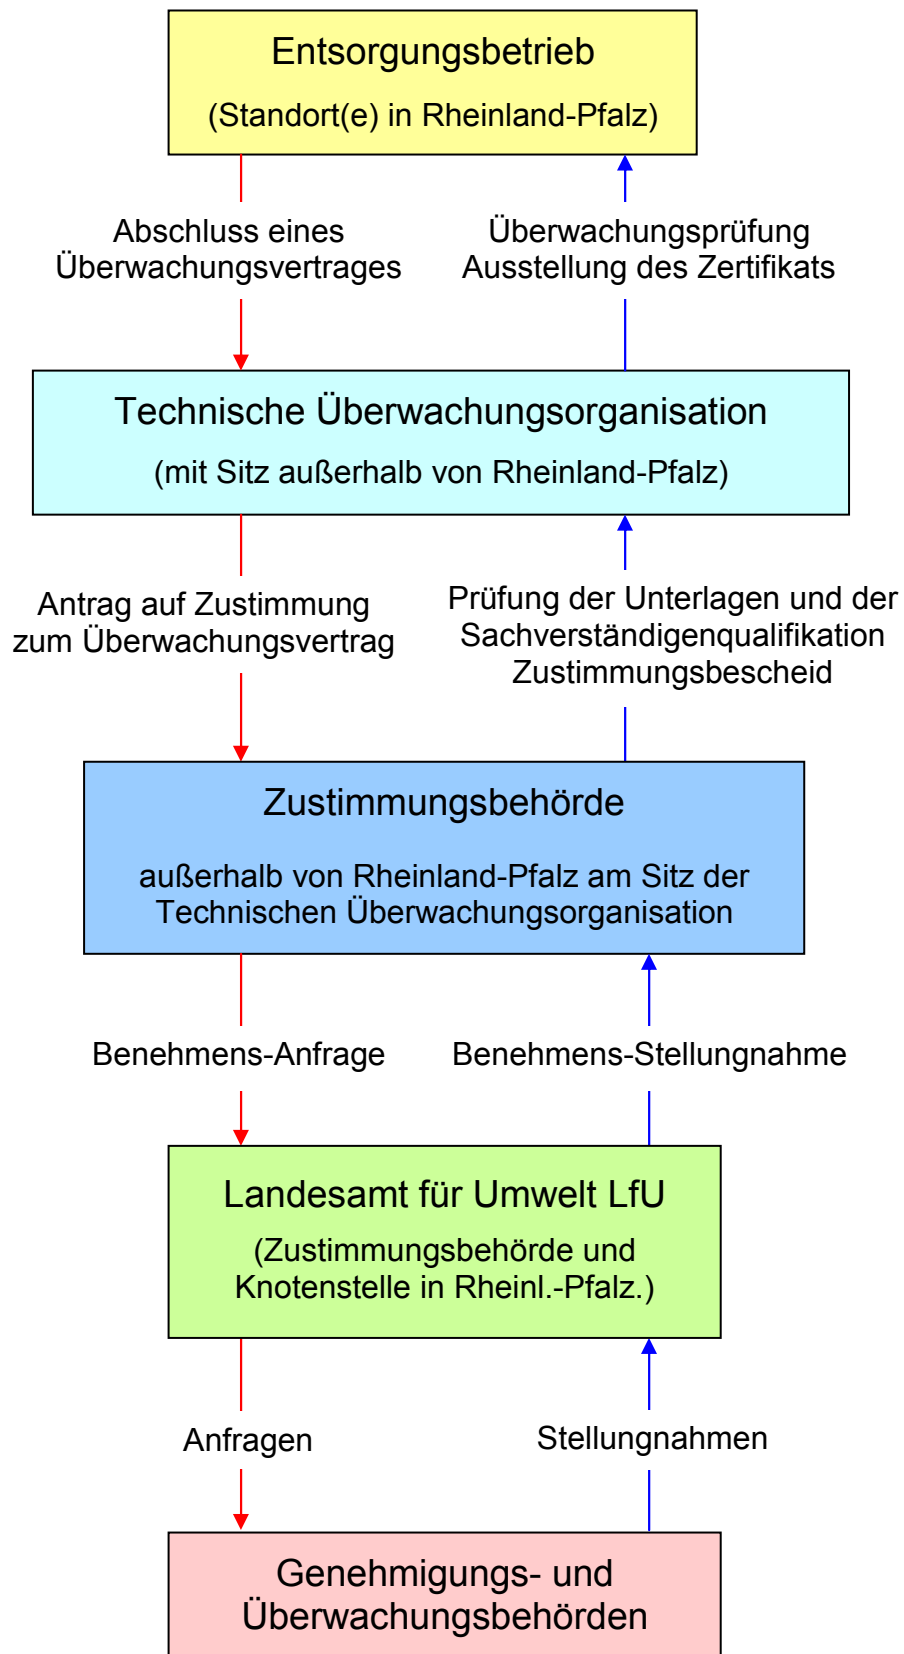 Entsorgungsbetrieb
(Standort(e) in Rheinland-Pfalz)
Abschluss eines
Überwachungsvertrages
Überwachungsprüfung
Ausstellung des Zertifikats
Technische Überwachungsorganisation
(mit Sitz außerhalb von Rheinland-Pfalz)
Antrag auf Zustimmung
zum Überwachungsvertrag
Prüfung der Unterlagen und der
Sachverständigenqualifikation
Zustimmungsbescheid
Zustimmungsbehörde
außerhalb von Rheinland-Pfalz am Sitz der
Technischen Überwachungsorganisation
Benehmens-Anfrage
Benehmens-Stellungnahme
Landesamt für Umwelt LfU
(Zustimmungsbehörde und
Knotenstelle in Rheinl.-Pfalz.)
Anfragen
Stellungnahmen
Genehmigungs- und
Überwachungsbehörden